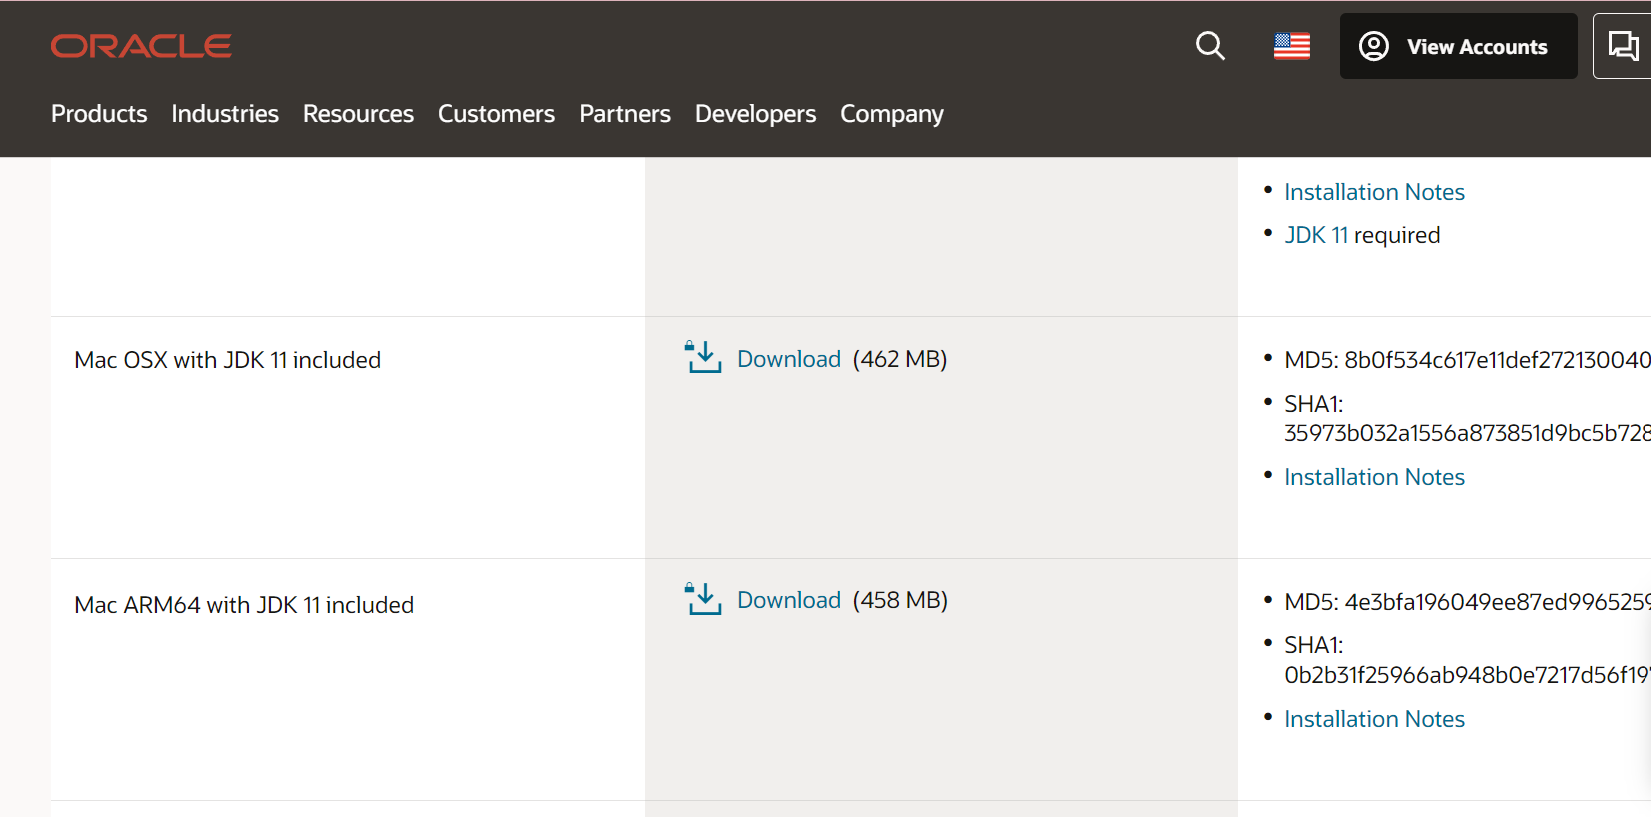 ORACLE
View Accounts
Products Industries Resources Customers Partners Developers Company
Installation Notes
JDK 11 required
Mac OSX with JDK 11 included
Download (462 MB)
MD5: 8b0f534c617e11def272130040
SHA1:
35973b032a1556a873851d9bc5b728
Installation Notes
Mac ARM64 with JDK 11 included
Download (458 MB)
MD5: 4e3bfa196049ee87ed9965259
SHA1:
0b2b31f25966ab948b0e7217d56f19
Installation Notes